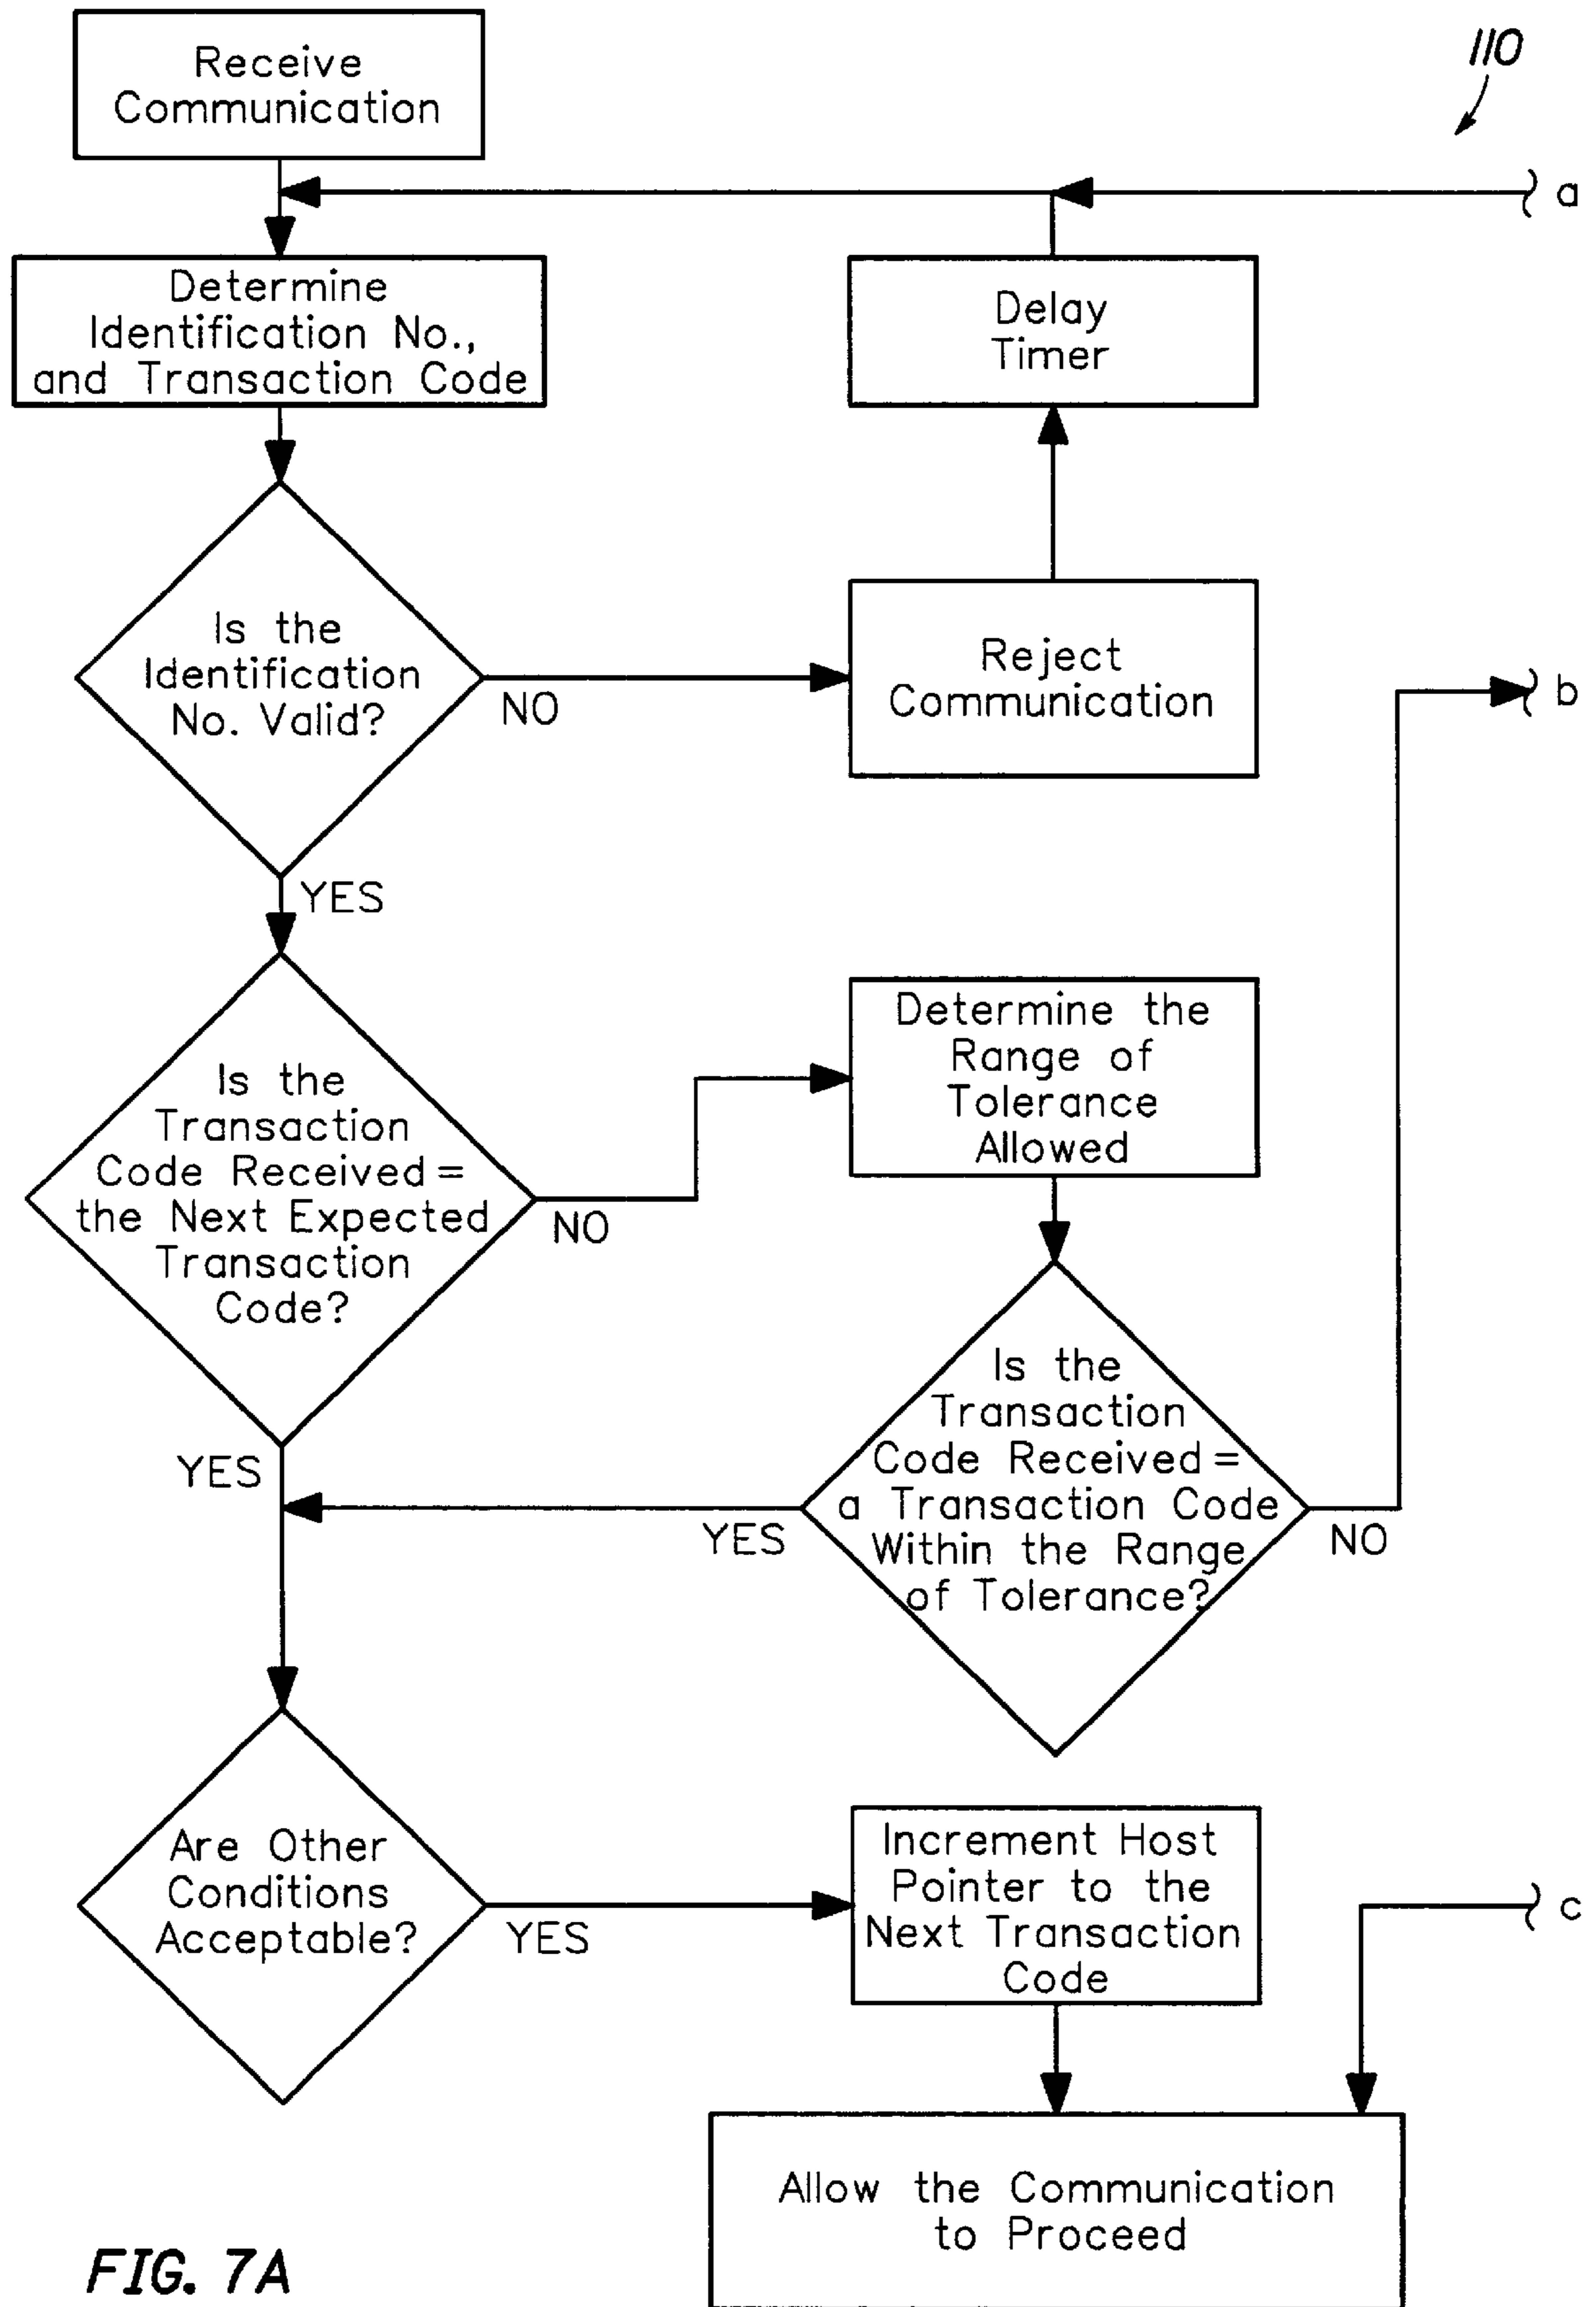 Receive
Communication
110
a
Determine
Identification No.,
and Transaction Code
Delay
Timer
Is the
Identification
No. Valid?
NO
Reject
Communication
b
YES
Is the
Transaction
Code Received =
the Next Expected
Transaction
Code?
NO
Determine the
Range of
Tolerance
Allowed
Is the
Transaction
Code Received =
a Transaction Code
Within the Range
of Tolerance?
YES
YES
NO
Are Other
Conditions
Acceptable?
YES
Increment Host
Pointer to the
Next Transaction
Code
c
Allow the Communication
to Proceed
FIG. 7A